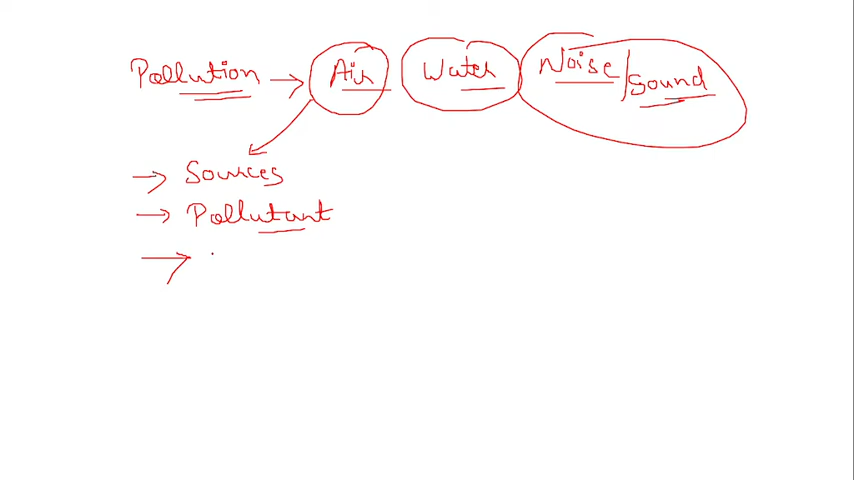 Pollution → Air Water Noise/Sound
→ Sources
→ Pollutant
→